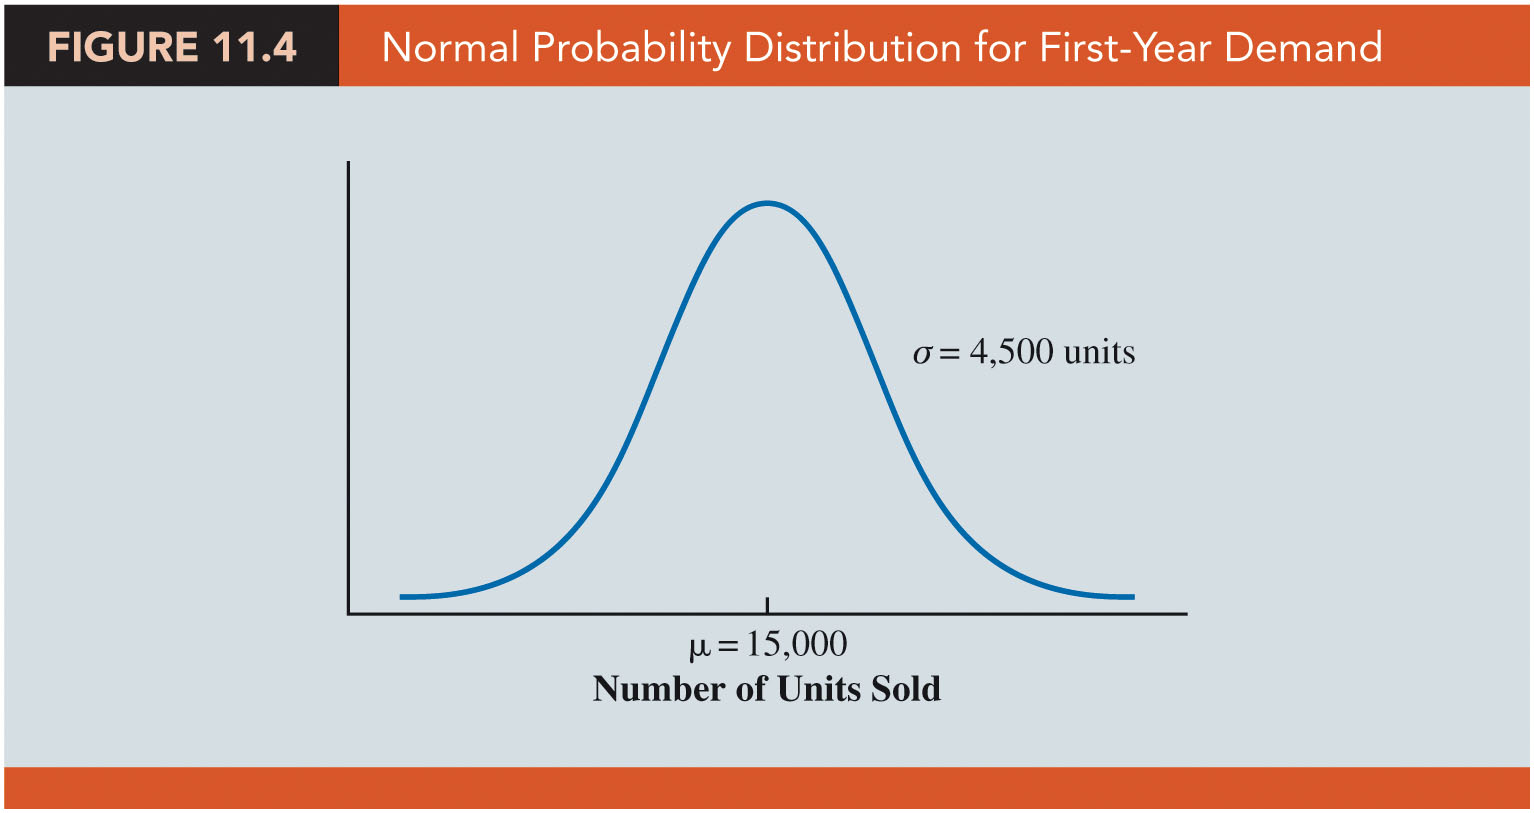 FIGURE 11.4 Normal Probability Distribution for First-Year Demand
σ = 4,500 units
μ = 15,000
Number of Units Sold